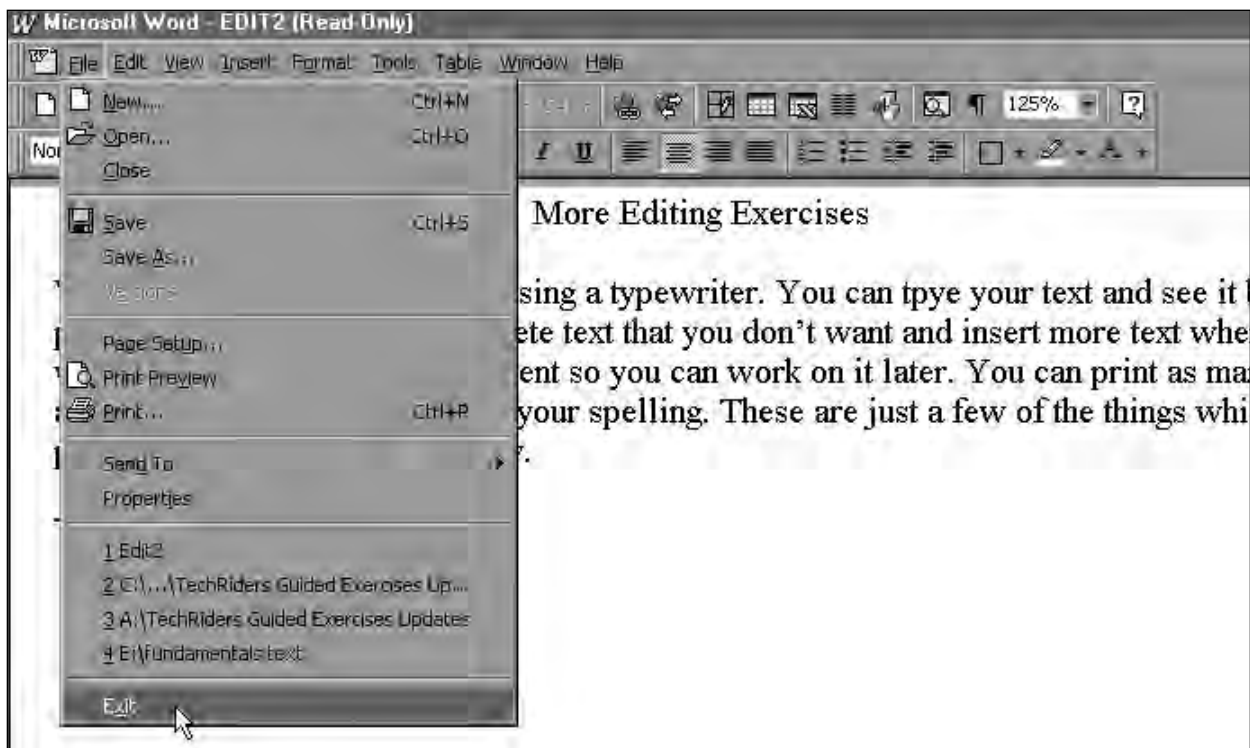 Microsoft Word - EDIT2 (Read-Only)
File Edit View Insert Format Tools Table Window Help
New... Ctrl+N
125%
Open... Ctrl+O
Nor
Close
Save Ctrl+S
More Editing Exercises
Save As...
Versions
sing a typewriter. You can tpye your text and see it
ete text that you don't want and insert more text whe
Page Setup...
Print Preview
ent so you can work on it later. You can print as ma
Print... Ctrl+P
your spelling. These are just a few of the things whi
Send To
Properties
1 Edit2
2 C:\...\TechRiders Guided Exercises Up...
3 A:\TechRiders Guided Exercises Updates
4 E:\fundamentals text
Exit